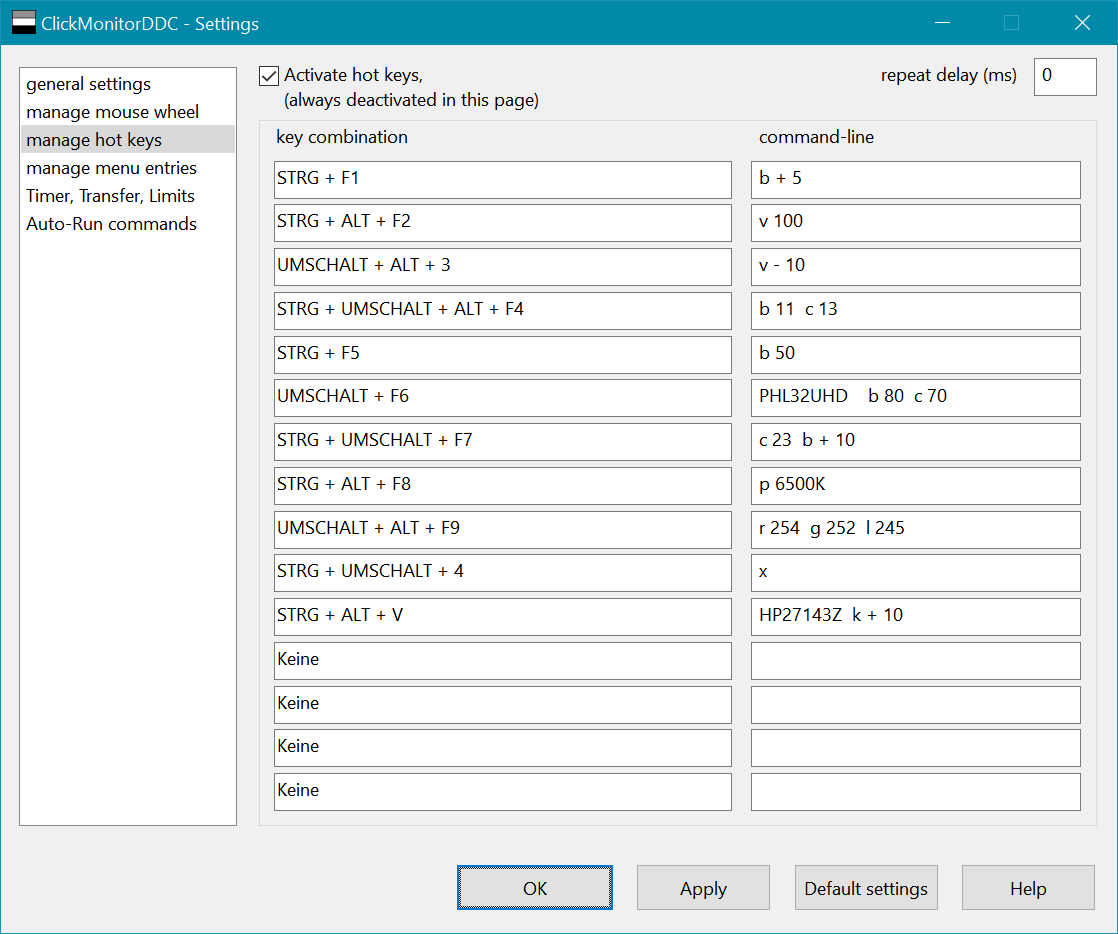 ClickMonitorDDC - Settings
general settings
manage mouse wheel
manage hot keys
manage menu entries
Timer, Transfer, Limits
Auto-Run commands
Activate hot keys,
(always deactivated in this page)
repeat delay (ms) 0
key combination command-line
STRG + F1 b + 5
STRG + ALT + F2 v 100
UMSCHALT + ALT + 3 v - 10
STRG + UMSCHALT + ALT + F4 b 11 c 13
STRG + F5 b 50
UMSCHALT + F6 PHL32UHD b 80 c 70
STRG + UMSCHALT + F7 c 23 b + 10
STRG + ALT + F8 p 6500K
UMSCHALT + ALT + F9 r 254 g 252 l 245
STRG + UMSCHALT + 4 x
STRG + ALT + V HP27143Z k + 10
Keine
Keine
Keine
Keine
OK Apply Default settings Help